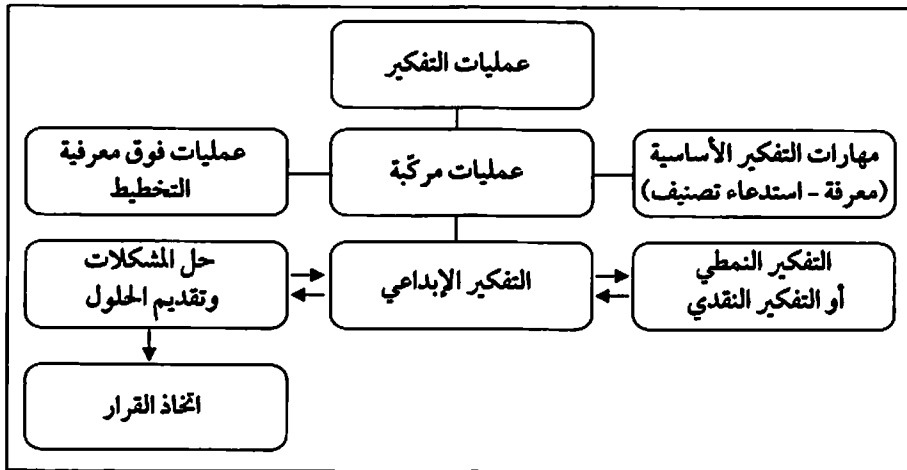 عمليات التفكير
مهارات التفكير الأساسية
(معرفة - استدعاء تصنيف)
عمليات مركّبة
عمليات فوق معرفية
التخطيط
التفكير النمطي
أو التفكير النقدي
التفكير الإبداعي
حل المشكلات
وتقديم الحلول
اتخاذ القرار